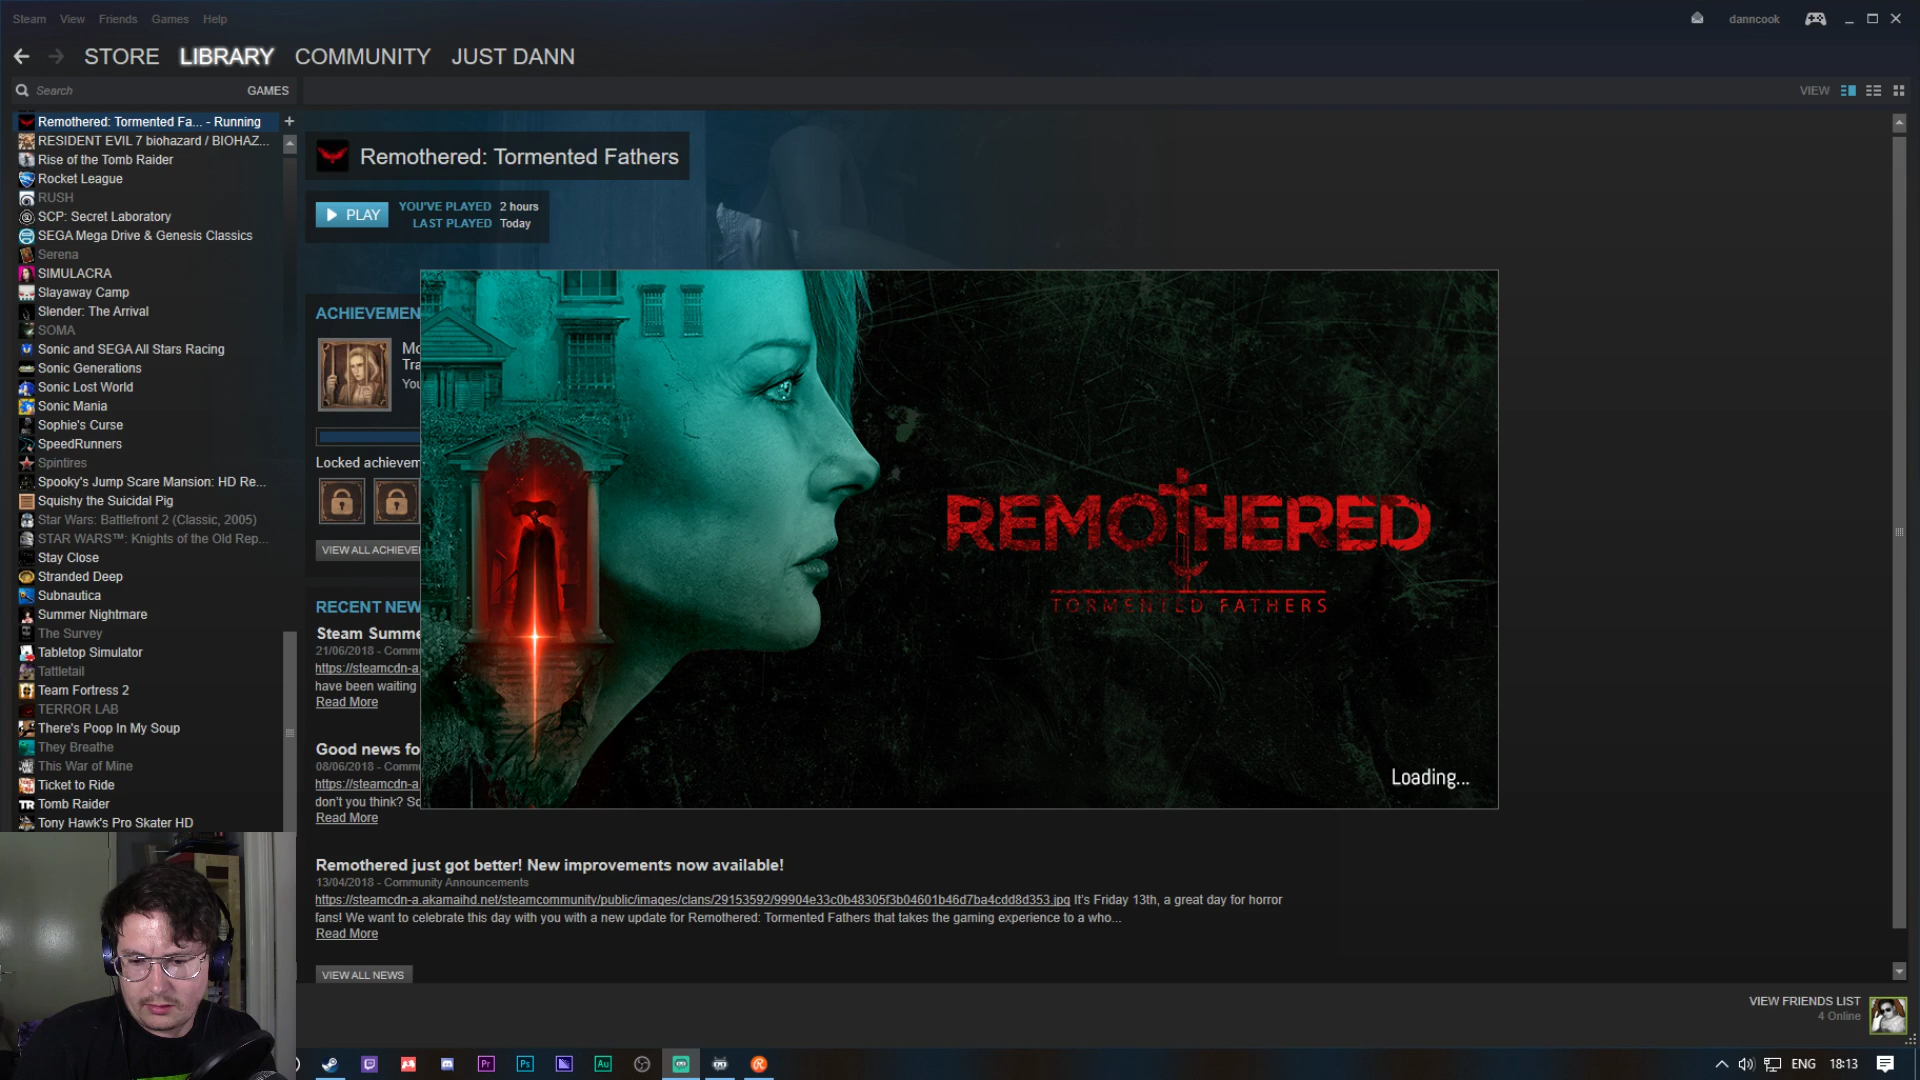 Steam View Friends Games Help
danncook
STORE LIBRARY COMMUNITY JUST DANN
Search GAMES
VIEW
Remothered: Tormented Fa... - Running
RESIDENT EVIL 7 biohazard / BIOHAZ...
Rise of the Tomb Raider
Rocket League
RUSH
SCP: Secret Laboratory
SEGA Mega Drive & Genesis Classics
Serena
SIMULACRA
Slayaway Camp
Slender: The Arrival
SOMA
Sonic and SEGA All Stars Racing
Sonic Generations
Sonic Lost World
Sonic Mania
Sophie's Curse
SpeedRunners
Spintires
Spooky's Jump Scare Mansion: HD Re...
Squishy the Suicidal Pig
Star Wars: Battlefront 2 (Classic, 2005)
STAR WARS™: Knights of the Old Rep...
Stay Close
Stranded Deep
Subnautica
Summer Nightmare
The Survey
Tabletop Simulator
Tattletail
Team Fortress 2
TERROR LAB
There's Poop In My Soup
They Breathe
This War of Mine
Ticket to Ride
TR Tomb Raider
Tony Hawk's Pro Skater HD
Remothered: Tormented Fathers
PLAY
YOU'VE PLAYED 2 hours
LAST PLAYED Today
ACHIEVEMEN
Mo
Tra
You
Locked achievem
VIEW ALL ACHIEVE
RECENT NEW
Steam Summe
21/06/2018 - Commu
https://steamcdn-a
have been waiting
Read More
Good news fo
08/06/2018 - Commu
https://steamcdn-a
don't you think? So
Read More
REMOTHERED
TORMENTED FATHERS
Loading...
Remothered just got better! New improvements now available!
13/04/2018 - Community Announcements
https://steamcdn-a.akamaihd.net/steamcommunity/public/images/clans/29153592/99904e33c0b48305f3b04601b46d7ba4cdd8d353.jpg It's Friday 13th, a great day for horror
fans! We want to celebrate this day with you with a new update for Remothered: Tormented Fathers that takes the gaming experience to a who...
Read More
VIEW ALL NEWS
VIEW FRIENDS LIST
4 Online
Pr Ps Au
ENG 18:13